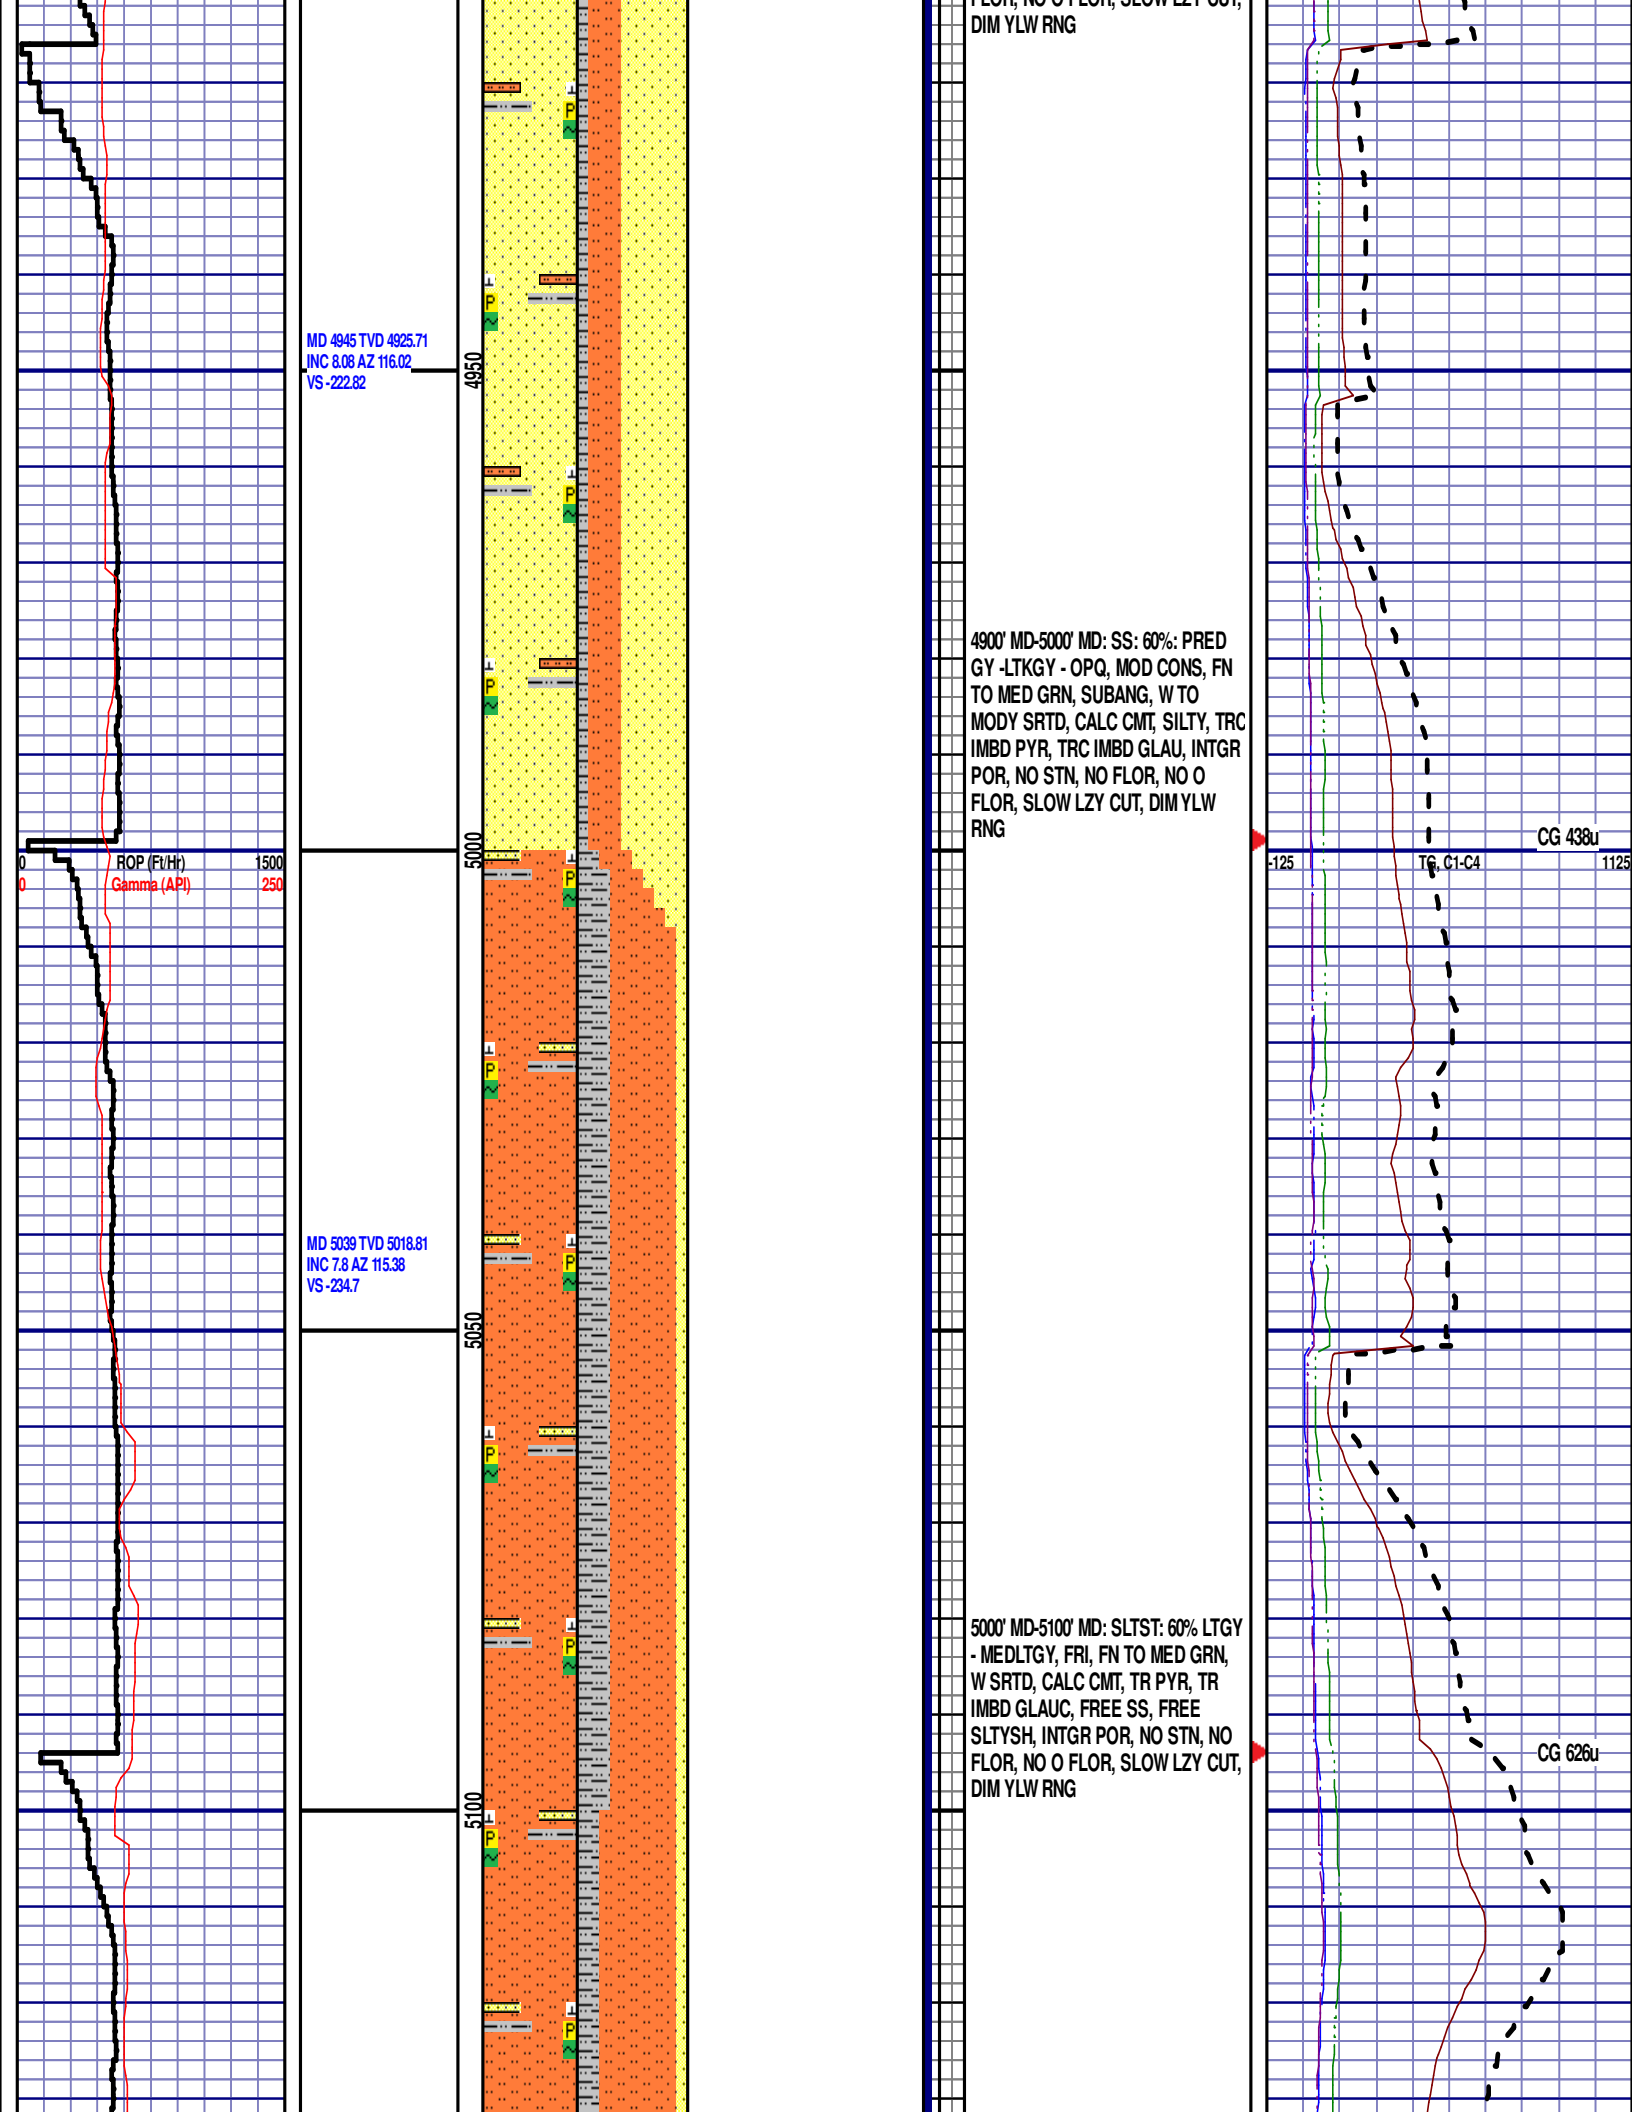 FLOR, NO O FLOR, SLOW LZY CUT,
DIM YLW RNG
P
P
MD 4945 TVD 4925.71
INC 8.08 AZ 116.02
VS -222.82
4950
P
P
4900' MD-5000' MD: SS: 60%: PRED
GY -LTKGY - OPQ, MOD CONS, FN
TO MED GRN, SUBANG, W TO
MODY SRTD, CALC CMT, SILTY, TRC
IMBD PYR, TRC IMBD GLAU, INTGR
POR, NO STN, NO FLOR, NO O
FLOR, SLOW LZY CUT, DIM YLW
RNG
CG 438u
5000
0 ROP (Ft/Hr) 1500
0 Gamma (API) 250
-125 TG, C1-C4 1125
P
P
MD 5039 TVD 5018.81
INC 7.8 AZ 115.38
VS -234.7
P
5050
P
P
5000' MD-5100' MD: SLTST: 60% LTGY
- MEDLTGY, FRI, FN TO MED GRN,
W SRTD, CALC CMT, TR PYR, TR
IMBD GLAUC, FREE SS, FREE
SLTYSH, INTGR POR, NO STN, NO
FLOR, NO O FLOR, SLOW LZY CUT,
DIM YLW RNG
CG 626u
5100
P
P